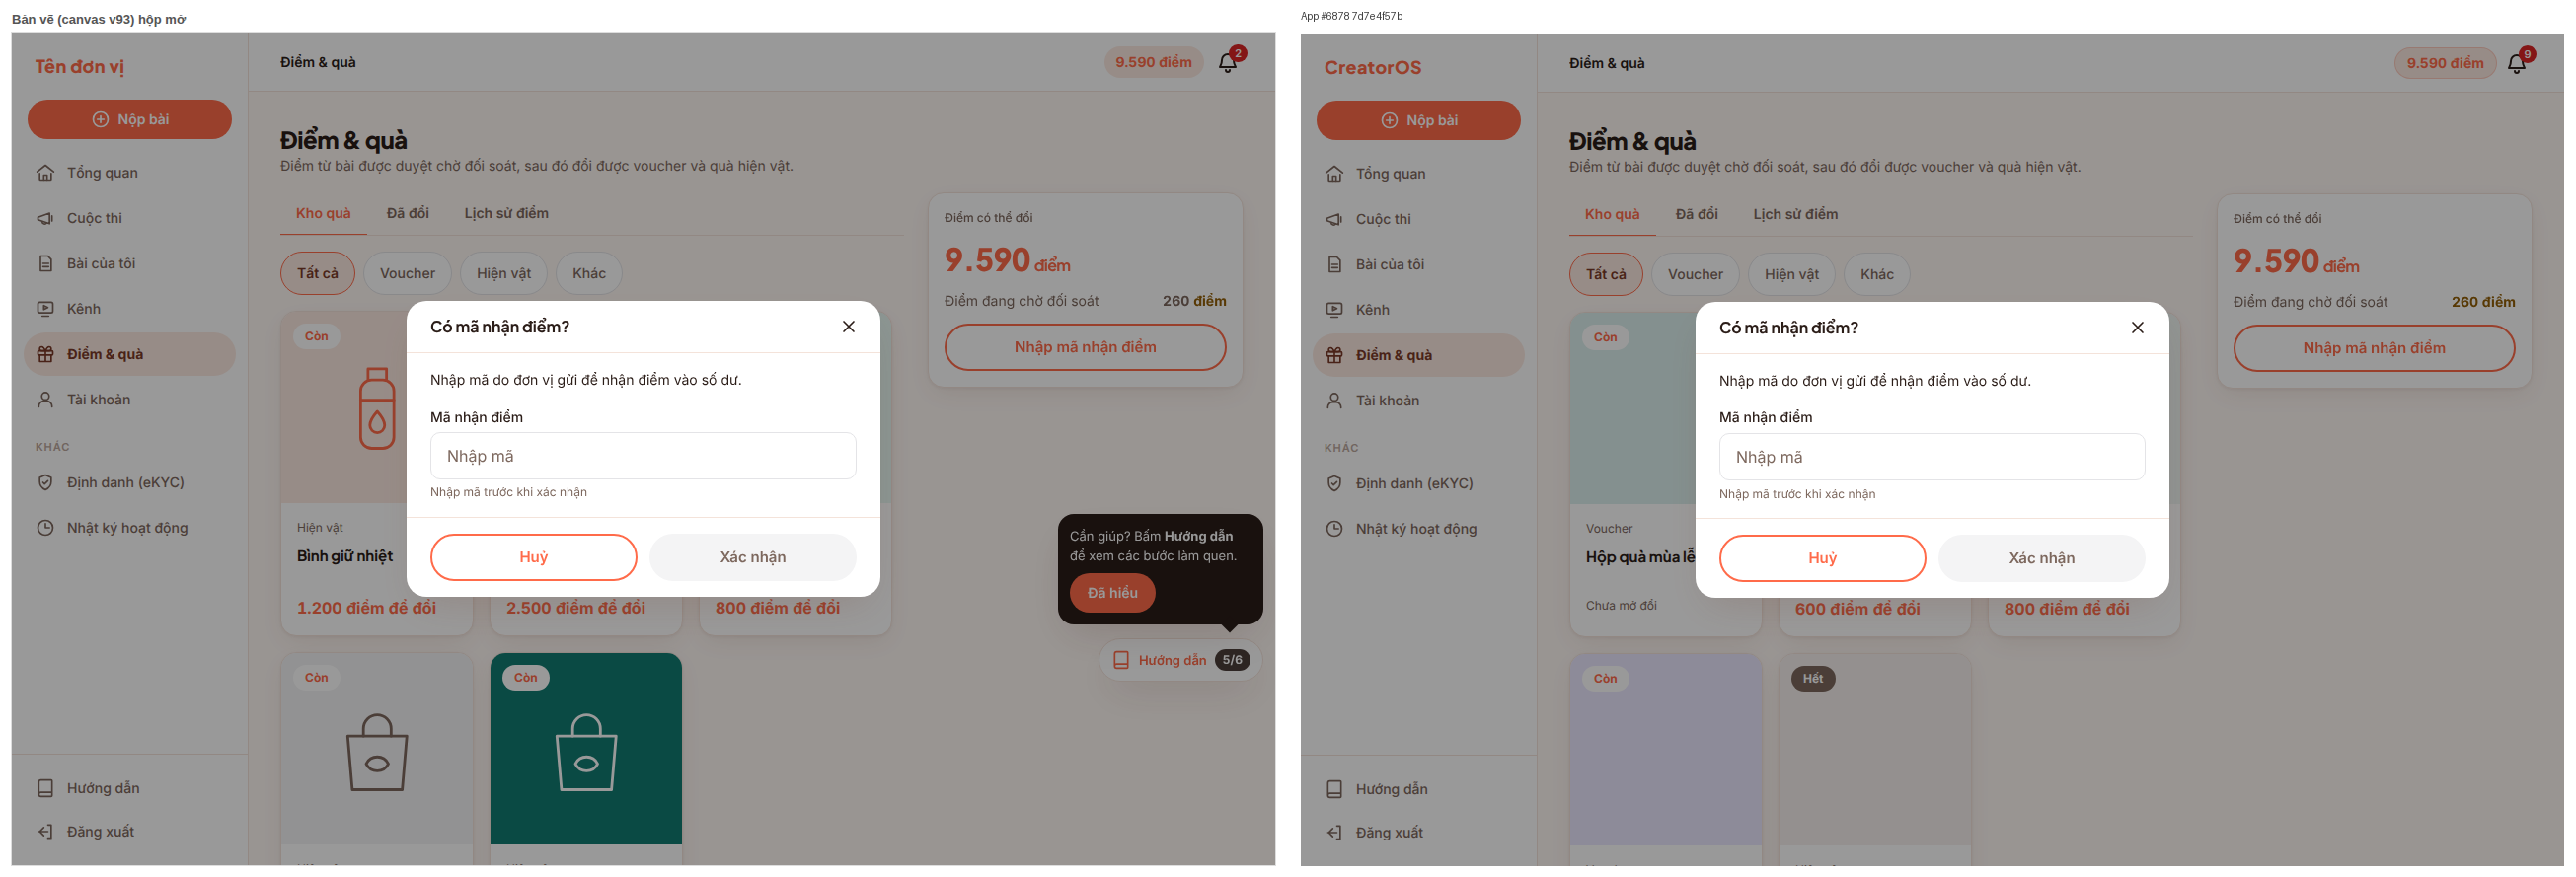 Bản vẽ (canvas v93) hộp mở
Tên đơn vị
Nộp bài
Tổng quan
Cuộc thi
Bài của tôi
Kênh
Điểm & quà
Tài khoản
KHÁC
Định danh (eKYC)
Nhật ký hoạt động
Hướng dẫn
Đăng xuất
Điểm & quà
9.590 điểm
2
Điểm & quà
Điểm từ bài được duyệt chờ đối soát, sau đó đổi được voucher và quà hiện vật.
Kho quà
Đã đổi
Lịch sử điểm
Tất cả
Voucher
Hiện vật
Khác
Điểm có thể đổi
9.590 điểm
Điểm đang chờ đối soát
260 điểm
Nhập mã nhận điểm
Còn
Hiện vật
Bình giữ nhiệt
1.200 điểm để đổi
2.500 điểm để đổi
800 điểm để đổi
Còn
Còn
Có mã nhận điểm?
Nhập mã do đơn vị gửi để nhận điểm vào số dư.
Mã nhận điểm
Nhập mã
Nhập mã trước khi xác nhận
Huỷ
Xác nhận
Cần giúp? Bấm Hướng dẫn
để xem các bước làm quen.
Đã hiểu
Hướng dẫn
5/6
App #6878 7d7e4f57b
CreatorOS
Nộp bài
Tổng quan
Cuộc thi
Bài của tôi
Kênh
Điểm & quà
Tài khoản
KHÁC
Định danh (eKYC)
Nhật ký hoạt động
Hướng dẫn
Đăng xuất
Điểm & quà
9.590 điểm
9
Điểm & quà
Điểm từ bài được duyệt chờ đối soát, sau đó đổi được voucher và quà hiện vật.
Kho quà
Đã đổi
Lịch sử điểm
Tất cả
Voucher
Hiện vật
Khác
Điểm có thể đổi
9.590 điểm
Điểm đang chờ đối soát
260 điểm
Nhập mã nhận điểm
Còn
Voucher
Hộp quà mùa lễ
Chưa mở đổi
600 điểm để đổi
800 điểm để đổi
Còn
Hết
Có mã nhận điểm?
Nhập mã do đơn vị gửi để nhận điểm vào số dư.
Mã nhận điểm
Nhập mã
Nhập mã trước khi xác nhận
Huỷ
Xác nhận